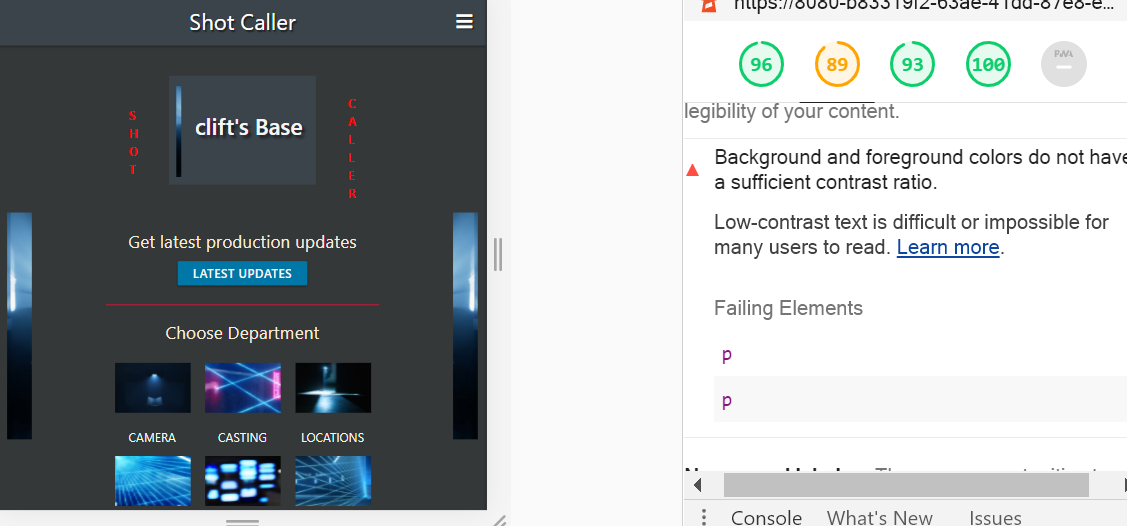 Shot Caller
S
H
O
T
clift's Base
C
A
L
L
E
R
Get latest production updates
LATEST UPDATES
Choose Department
CAMERA CASTING LOCATIONS
https://8080-b83319f2-63ae-41dd-87e8-e...
96 89 93 100 PWA
legibility of your content.
Background and foreground colors do not have
a sufficient contrast ratio.
Low-contrast text is difficult or impossible for
many users to read. Learn more.
Failing Elements
p
p
Console What's New Issues